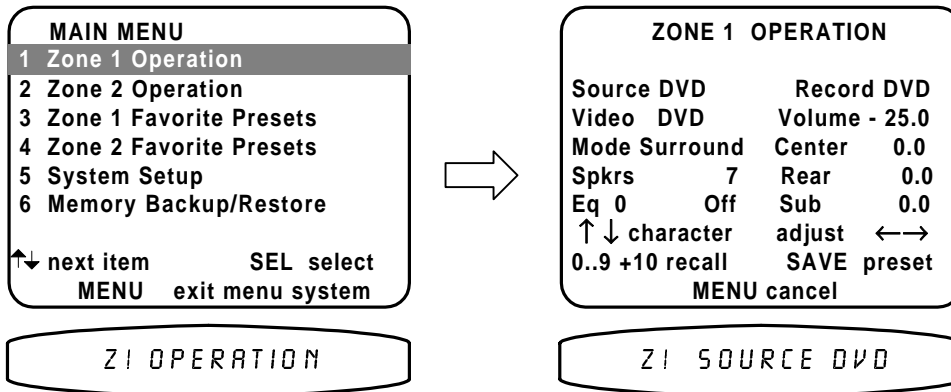 MAIN MENU
1 Zone 1 Operation
2 Zone 2 Operation
3 Zone 1 Favorite Presets
4 Zone 2 Favorite Presets
5 System Setup
6 Memory Backup/Restore
↑↓ next item SEL select
MENU exit menu system
Z1 OPERATION
ZONE 1 OPERATION
Source DVD Record DVD
Video DVD Volume - 25.0
Mode Surround Center 0.0
Spkrs 7 Rear 0.0
Eq 0 Off Sub 0.0
↑↓ character adjust ←→
0..9 +10 recall SAVE preset
MENU cancel
Z1 SOURCE DVD